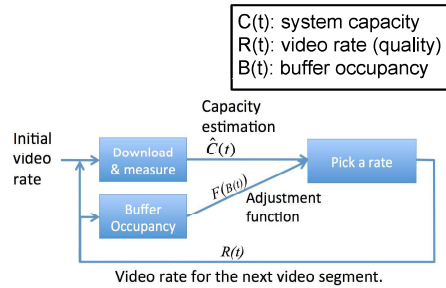 C(t): system capacity
R(t): video rate (quality)
B(t): buffer occupancy
Capacity
estimation
Initial
video
rate
Download
& measure
Ĉ(t)
Pick a rate
F(B(t))
Adjustment
function
Buffer
Occupancy
R(t)
Video rate for the next video segment.